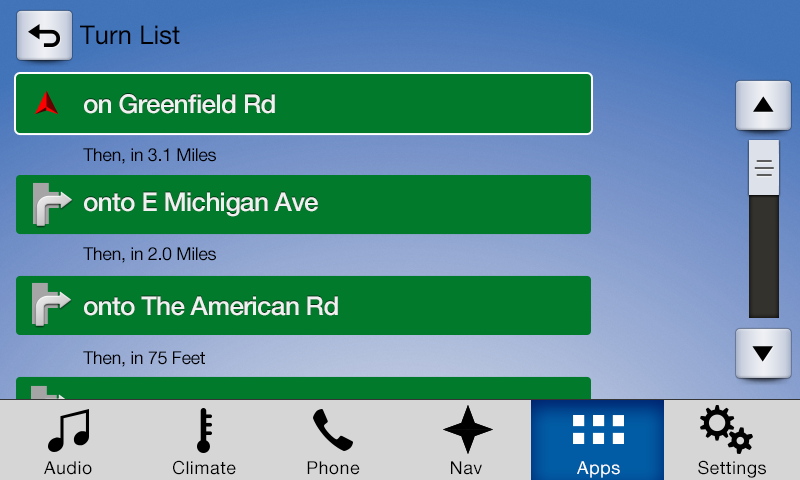 Turn List
on Greenfield Rd
Then, in 3.1 Miles
onto E Michigan Ave
Then, in 2.0 Miles
onto The American Rd
Then, in 75 Feet
Audio
Climate
Phone
Nav
Apps
Settings